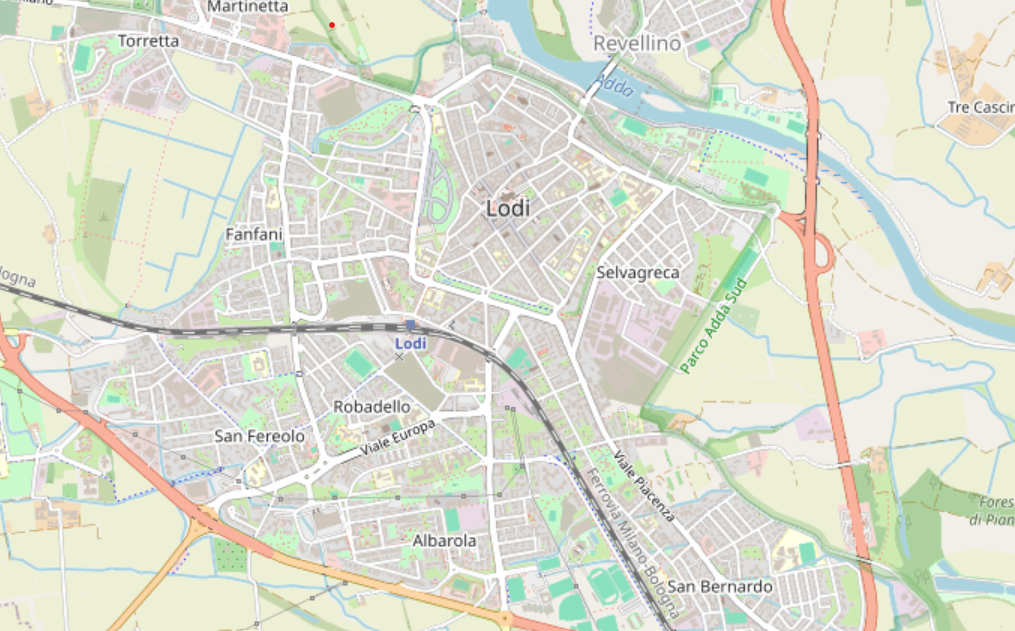 Martinetta
Torretta
Revellino
Adda
Tre Cascin
Lodi
Fanfani
Selvagreca
logna
Parco Adda Sud
Lodi
Robadello
San Fereolo
Viale Europa
Viale Piacenza
Ferrovia Milano-Bologna
Fores
di Pian
Albarola
San Bernardo